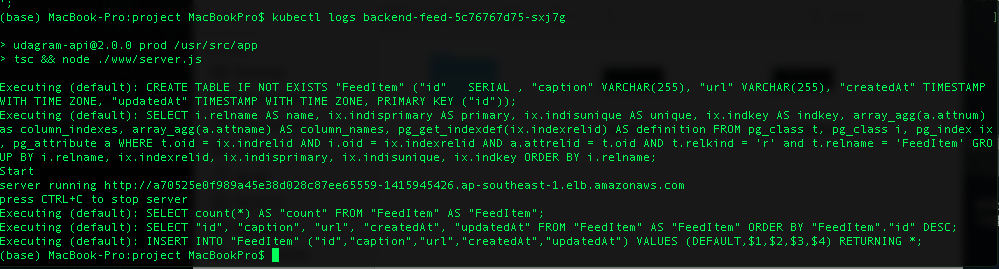 ';
(base) MacBook-Pro:project MacBookPro$ kubectl logs backend-feed-5c76767d75-sxj7g
> udagram-api@2.0.0 prod /usr/src/app
> tsc && node ./www/server.js
Executing (default): CREATE TABLE IF NOT EXISTS "FeedItem" ("id"   SERIAL , "caption" VARCHAR(255), "url" VARCHAR(255), "createdAt" TIMESTAMP
WITH TIME ZONE, "updatedAt" TIMESTAMP WITH TIME ZONE, PRIMARY KEY ("id"));
Executing (default): SELECT i.relname AS name, ix.indisprimary AS primary, ix.indisunique AS unique, ix.indkey AS indkey, array_agg(a.attnum)
as column_indexes, array_agg(a.attname) AS column_names, pg_get_indexdef(ix.indexrelid) AS definition FROM pg_class t, pg_class i, pg_index ix
, pg_attribute a WHERE t.oid = ix.indrelid AND i.oid = ix.indexrelid AND a.attrelid = t.oid AND t.relkind = 'r' and t.relname = 'FeedItem' GRO
UP BY i.relname, ix.indexrelid, ix.indisprimary, ix.indisunique, ix.indkey ORDER BY i.relname;
Start
server running http://a70525e0f989a45e38d028c87ee65559-1415945426.ap-southeast-1.elb.amazonaws.com
press CTRL+C to stop server
Executing (default): SELECT count(*) AS "count" FROM "FeedItem" AS "FeedItem";
Executing (default): SELECT "id", "caption", "url", "createdAt", "updatedAt" FROM "FeedItem" AS "FeedItem" ORDER BY "FeedItem"."id" DESC;
Executing (default): INSERT INTO "FeedItem" ("id","caption","url","createdAt","updatedAt") VALUES (DEFAULT,$1,$2,$3,$4) RETURNING *;
(base) MacBook-Pro:project MacBookPro$